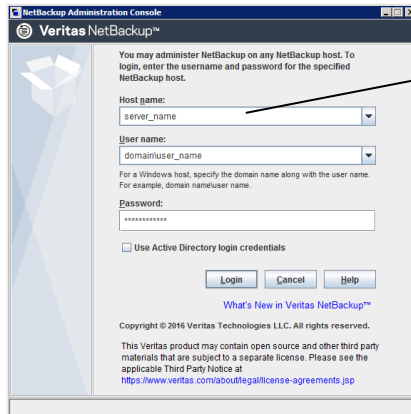 NetBackup Administration Console
Veritas NetBackup™
You may administer NetBackup on any NetBackup host. To
login, enter the username and password for the specified
NetBackup host.
Host name:
server_name
User name:
domain\user_name
For a Windows host, specify the domain name along with the user name.
For example, domain name\user name.
Password:
************
Use Active Directory login credentials
Login Cancel Help
What's New in Veritas NetBackup™
Copyright © 2016 Veritas Technologies LLC. All rights reserved.
This Veritas product may contain open source and other third party
materials that are subject to a separate license. Please see the
applicable Third Party Notice at
https://www.veritas.com/about/legal/license-agreements.jsp